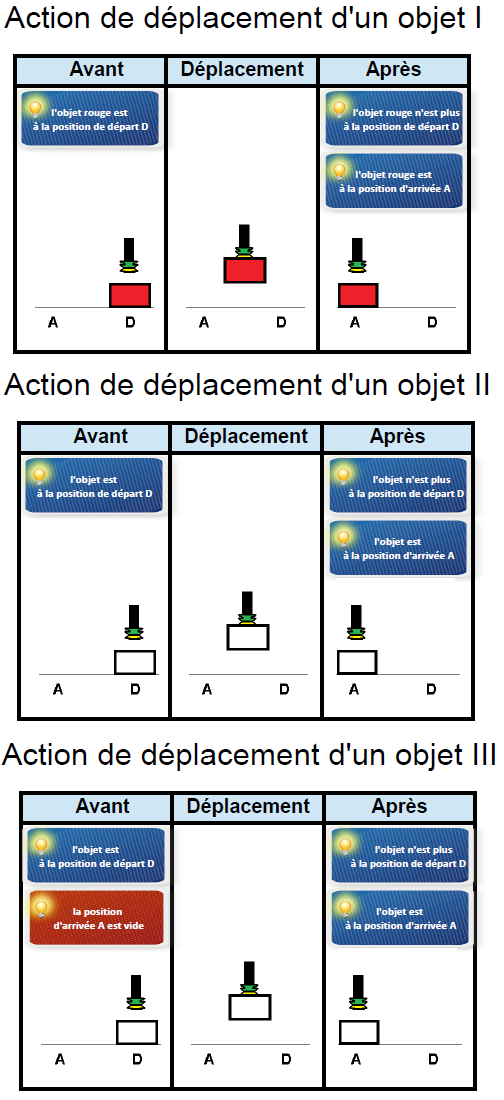 Action de déplacement d'un objet I
Avant Déplacement Après
l'objet rouge est
à la position de départ D
l'objet rouge n'est plus
à la position de départ D
l'objet rouge est
à la position d'arrivée A
A D A D A D
Action de déplacement d'un objet II
Avant Déplacement Après
l'objet est
à la position de départ D
l'objet n'est plus
à la position de départ D
l'objet est
à la position d'arrivée A
A D A D A D
Action de déplacement d'un objet III
Avant Déplacement Après
l'objet est
à la position de départ D
la position
d'arrivée A est vide
l'objet n'est plus
à la position de départ D
l'objet est
à la position d'arrivée A
A D A D A D